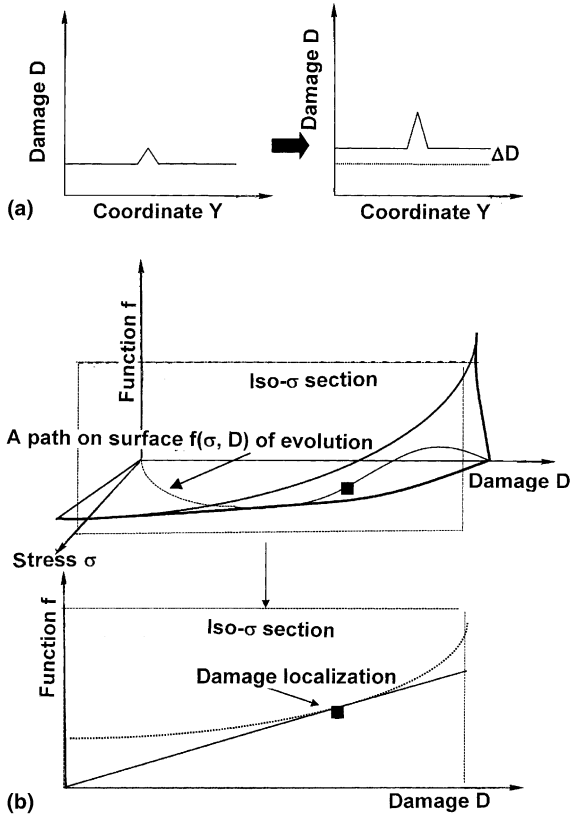 Damage D
Coordinate Y
(a)
Damage D
ΔD
Coordinate Y
Function f
Iso-σ section
A path on surface f(σ, D) of evolution
Damage D
Stress σ
Function f
Iso-σ section
Damage localization
(b)
Damage D